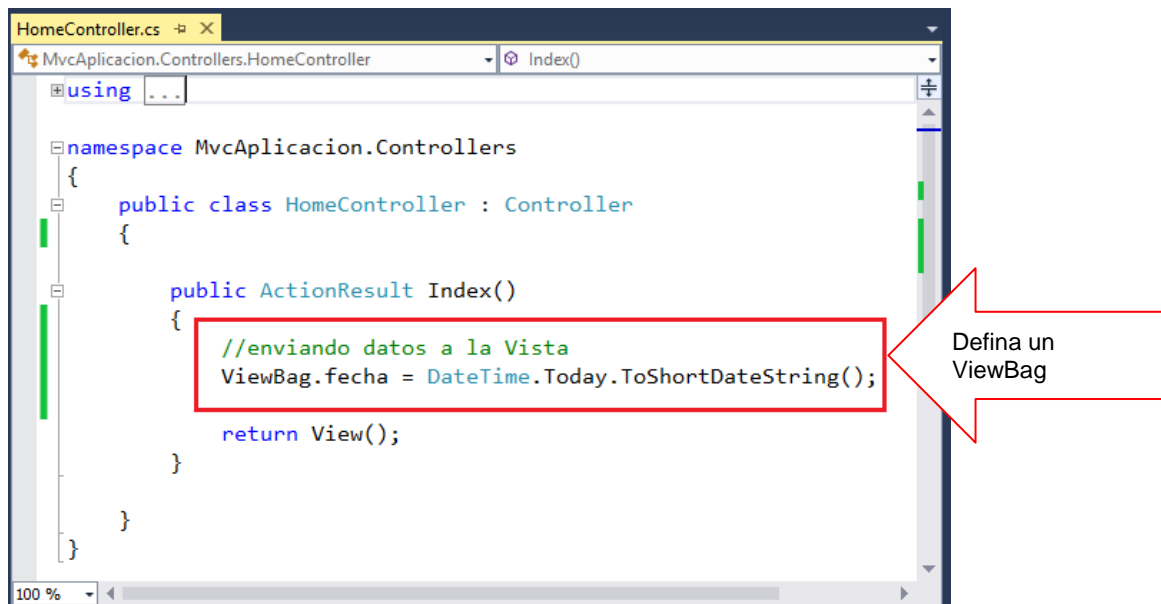 HomeController.cs
MvcAplicacion.Controllers.HomeController Index()
using ...
namespace MvcAplicacion.Controllers
{
public class HomeController : Controller
{
public ActionResult Index()
{
//enviando datos a la Vista
ViewBag.fecha = DateTime.Today.ToShortDateString();
return View();
}
}
}
100 %
Defina un
ViewBag